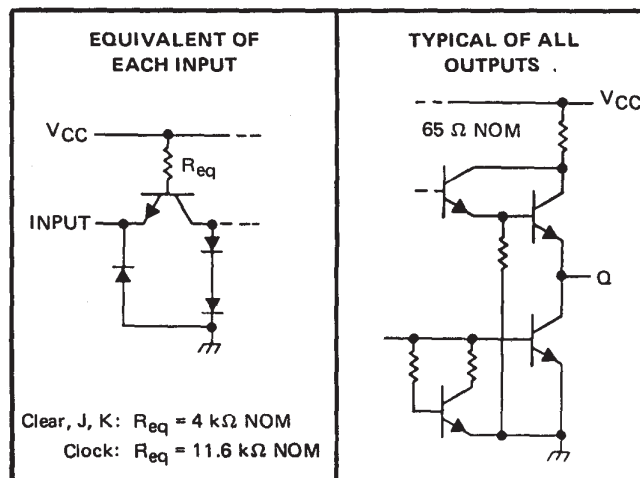 EQUIVALENT OF
EACH INPUT
VCC
Req
INPUT
Clear, J, K: Req = 4 kΩ NOM
Clock: Req = 11.6 kΩ NOM
TYPICAL OF ALL
OUTPUTS
VCC
65 Ω NOM
Q